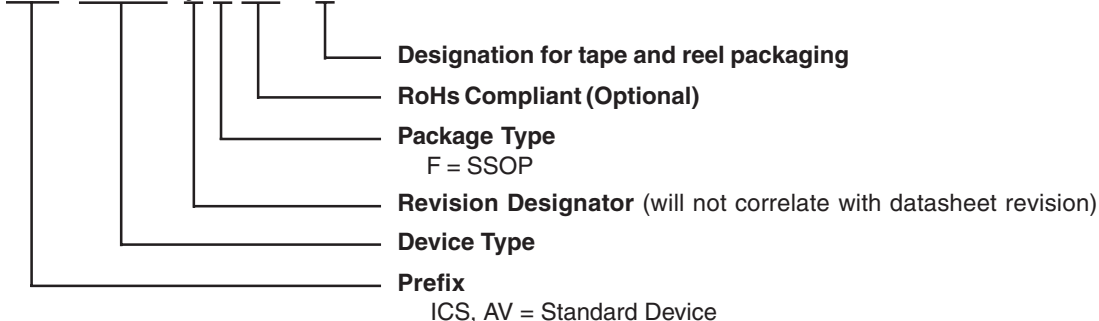 Designation for tape and reel packaging
RoHs Compliant (Optional)
Package Type
F = SSOP
Revision Designator (will not correlate with datasheet revision)
Device Type
Prefix
ICS, AV = Standard Device